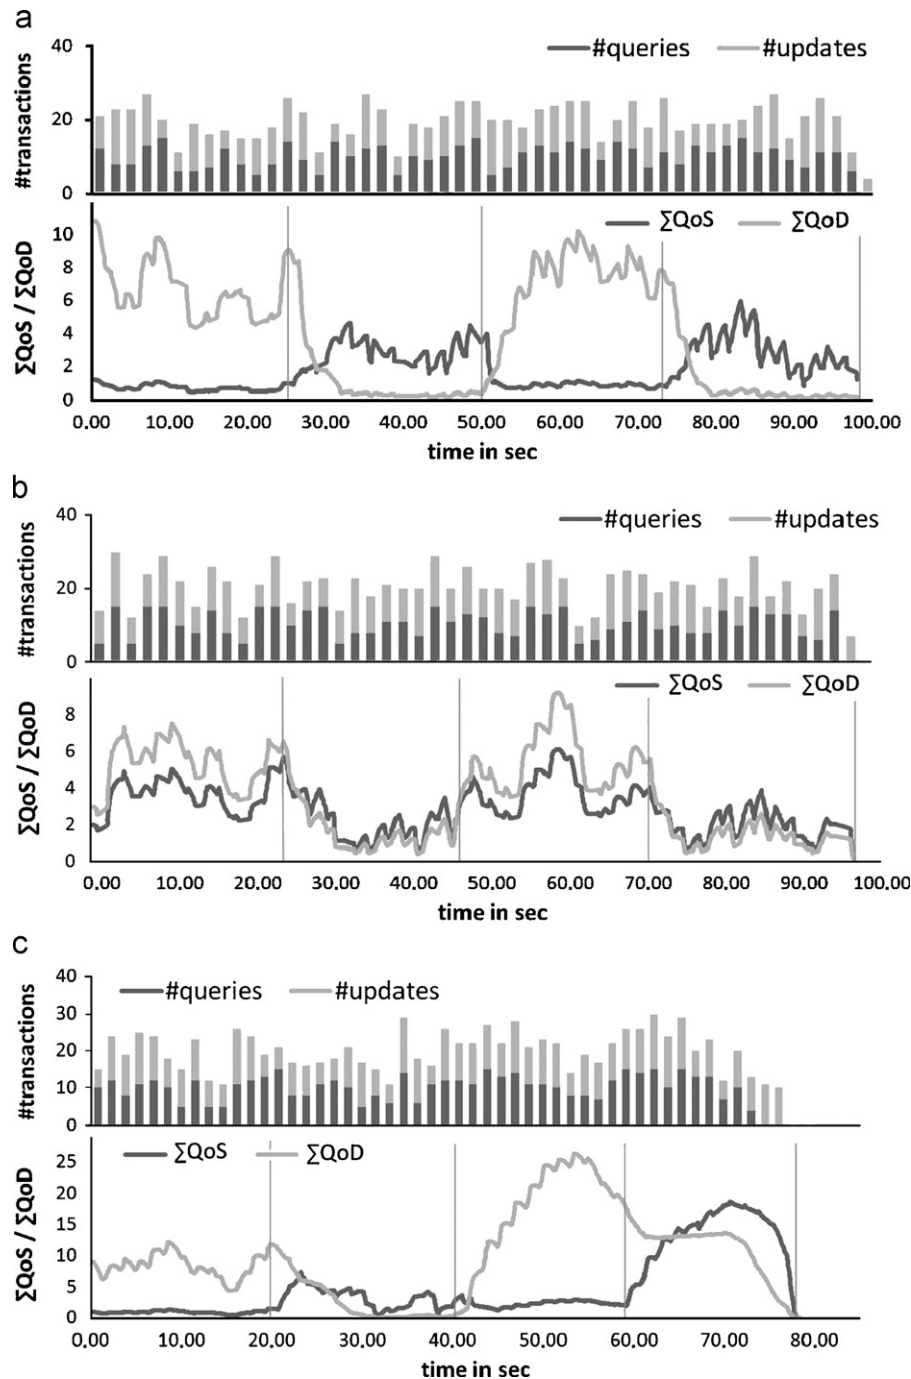 a
#transactions
40
20
0
#queries #updates
∑QoS / ∑QoD
10
8
6
4
2
0
∑QoS ∑QoD
0.00 10.00 20.00 30.00 40.00 50.00 60.00 70.00 80.00 90.00 100.00
time in sec
b
#transactions
40
20
0
#queries #updates
∑QoS / ∑QoD
8
6
4
2
0
∑QoS ∑QoD
0.00 10.00 20.00 30.00 40.00 50.00 60.00 70.00 80.00 90.00 100.00
time in sec
c
#transactions
40
30
20
10
0
#queries #updates
∑QoS / ∑QoD
25
20
15
10
5
0
∑QoS ∑QoD
0.00 10.00 20.00 30.00 40.00 50.00 60.00 70.00 80.00
time in sec